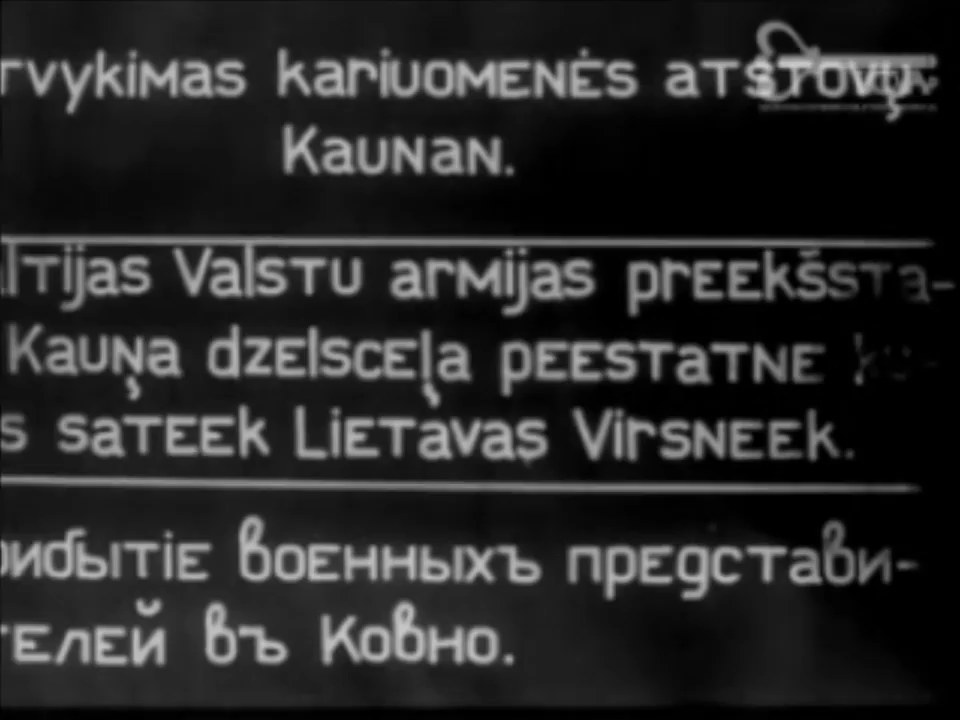 rvykimas kariuomenės atstovų
Kaunan.
ltijas Valstu armijas preekšsta-
Kauņa dzelsceļa peestatne
s sateek Lietavas Virsneek.
ибытіе военныхъ представи-
телей въ Ковно.